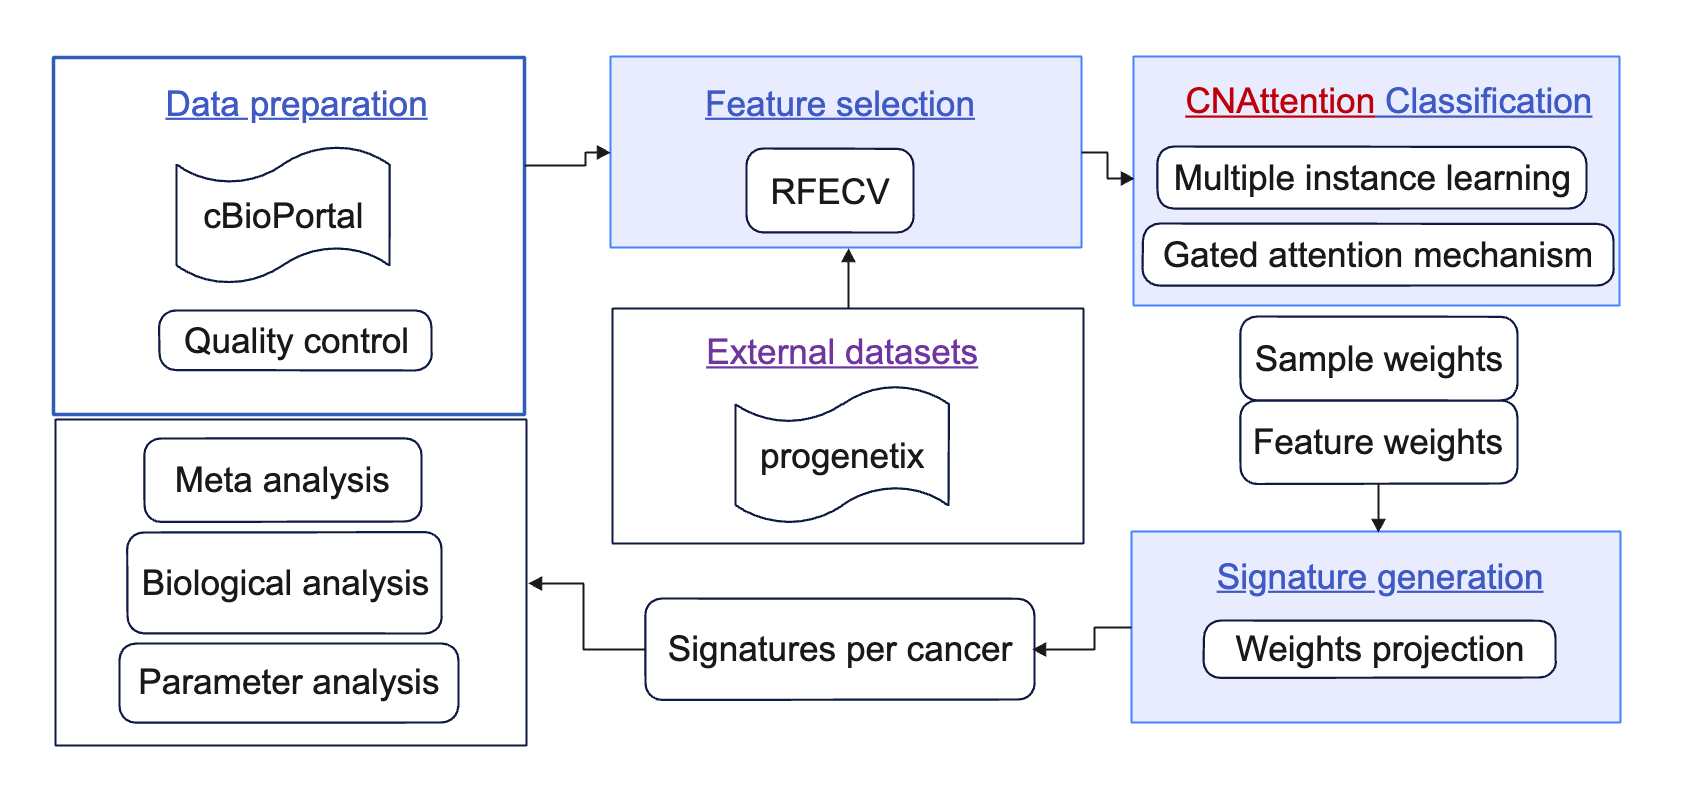 Data preparation
cBioPortal
Quality control
Feature selection
RFECV
CNAttention Classification
Multiple instance learning
Gated attention mechanism
External datasets
progenetix
Sample weights
Feature weights
Signature generation
Weights projection
Signatures per cancer
Meta analysis
Biological analysis
Parameter analysis